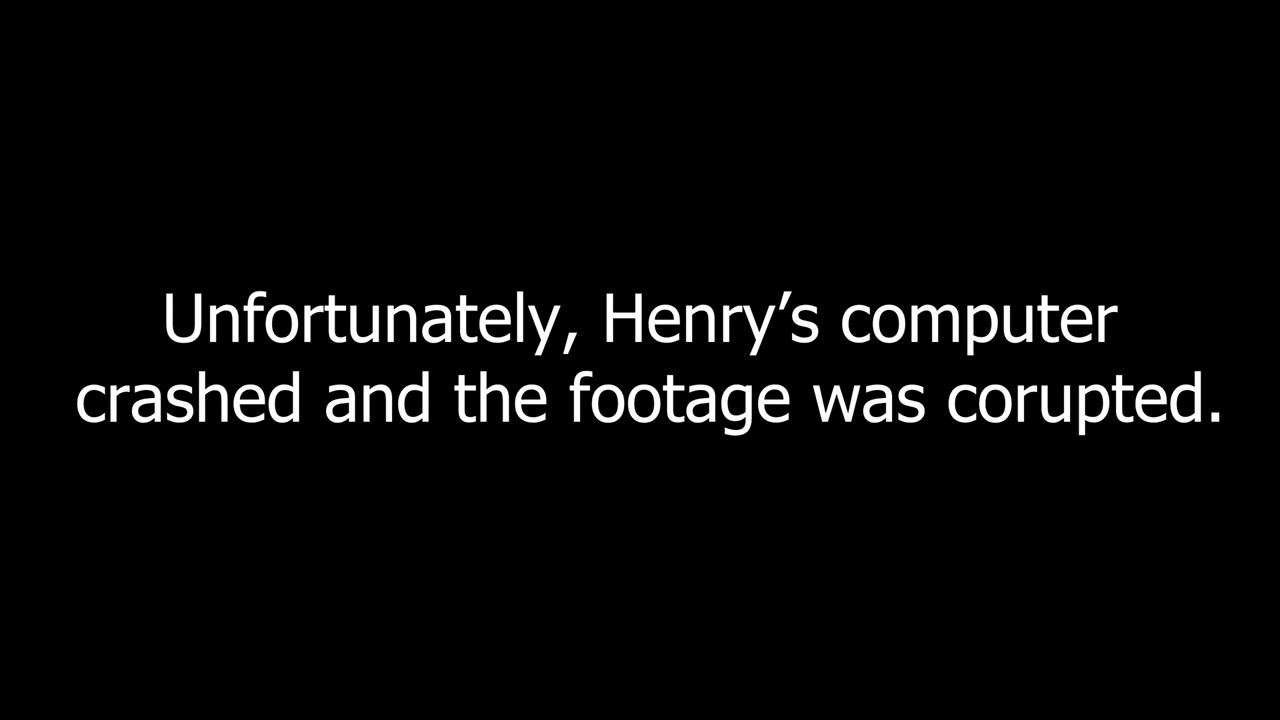 Unfortunately, Henry’s computer
crashed and the footage was corupted.